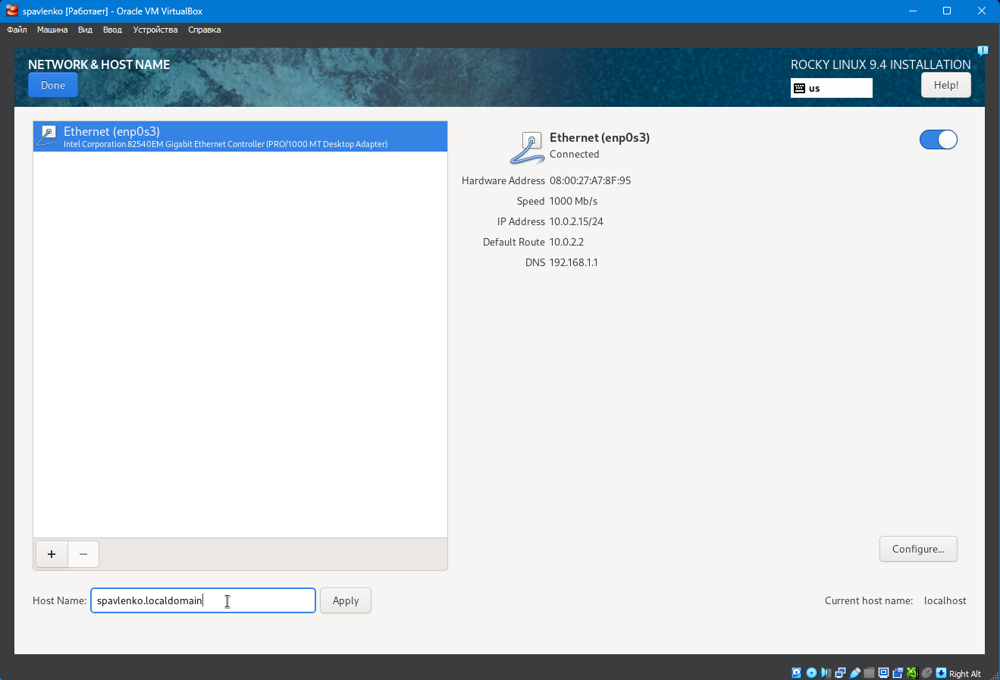 spavlenko [Работает] - Oracle VM VirtualBox
Файл Машина Вид Ввод Устройства Справка
NETWORK & HOST NAME
ROCKY LINUX 9.4 INSTALLATION
Done
us
Help!
Ethernet (enp0s3)
Intel Corporation 82540EM Gigabit Ethernet Controller (PRO/1000 MT Desktop Adapter)
Ethernet (enp0s3)
Connected
Hardware Address 08:00:27:A7:8F:95
Speed 1000 Mb/s
IP Address 10.0.2.15/24
Default Route 10.0.2.2
DNS 192.168.1.1
+ −
Configure...
Host Name: spavlenko.localdomain Apply
Current host name: localhost
Right Alt